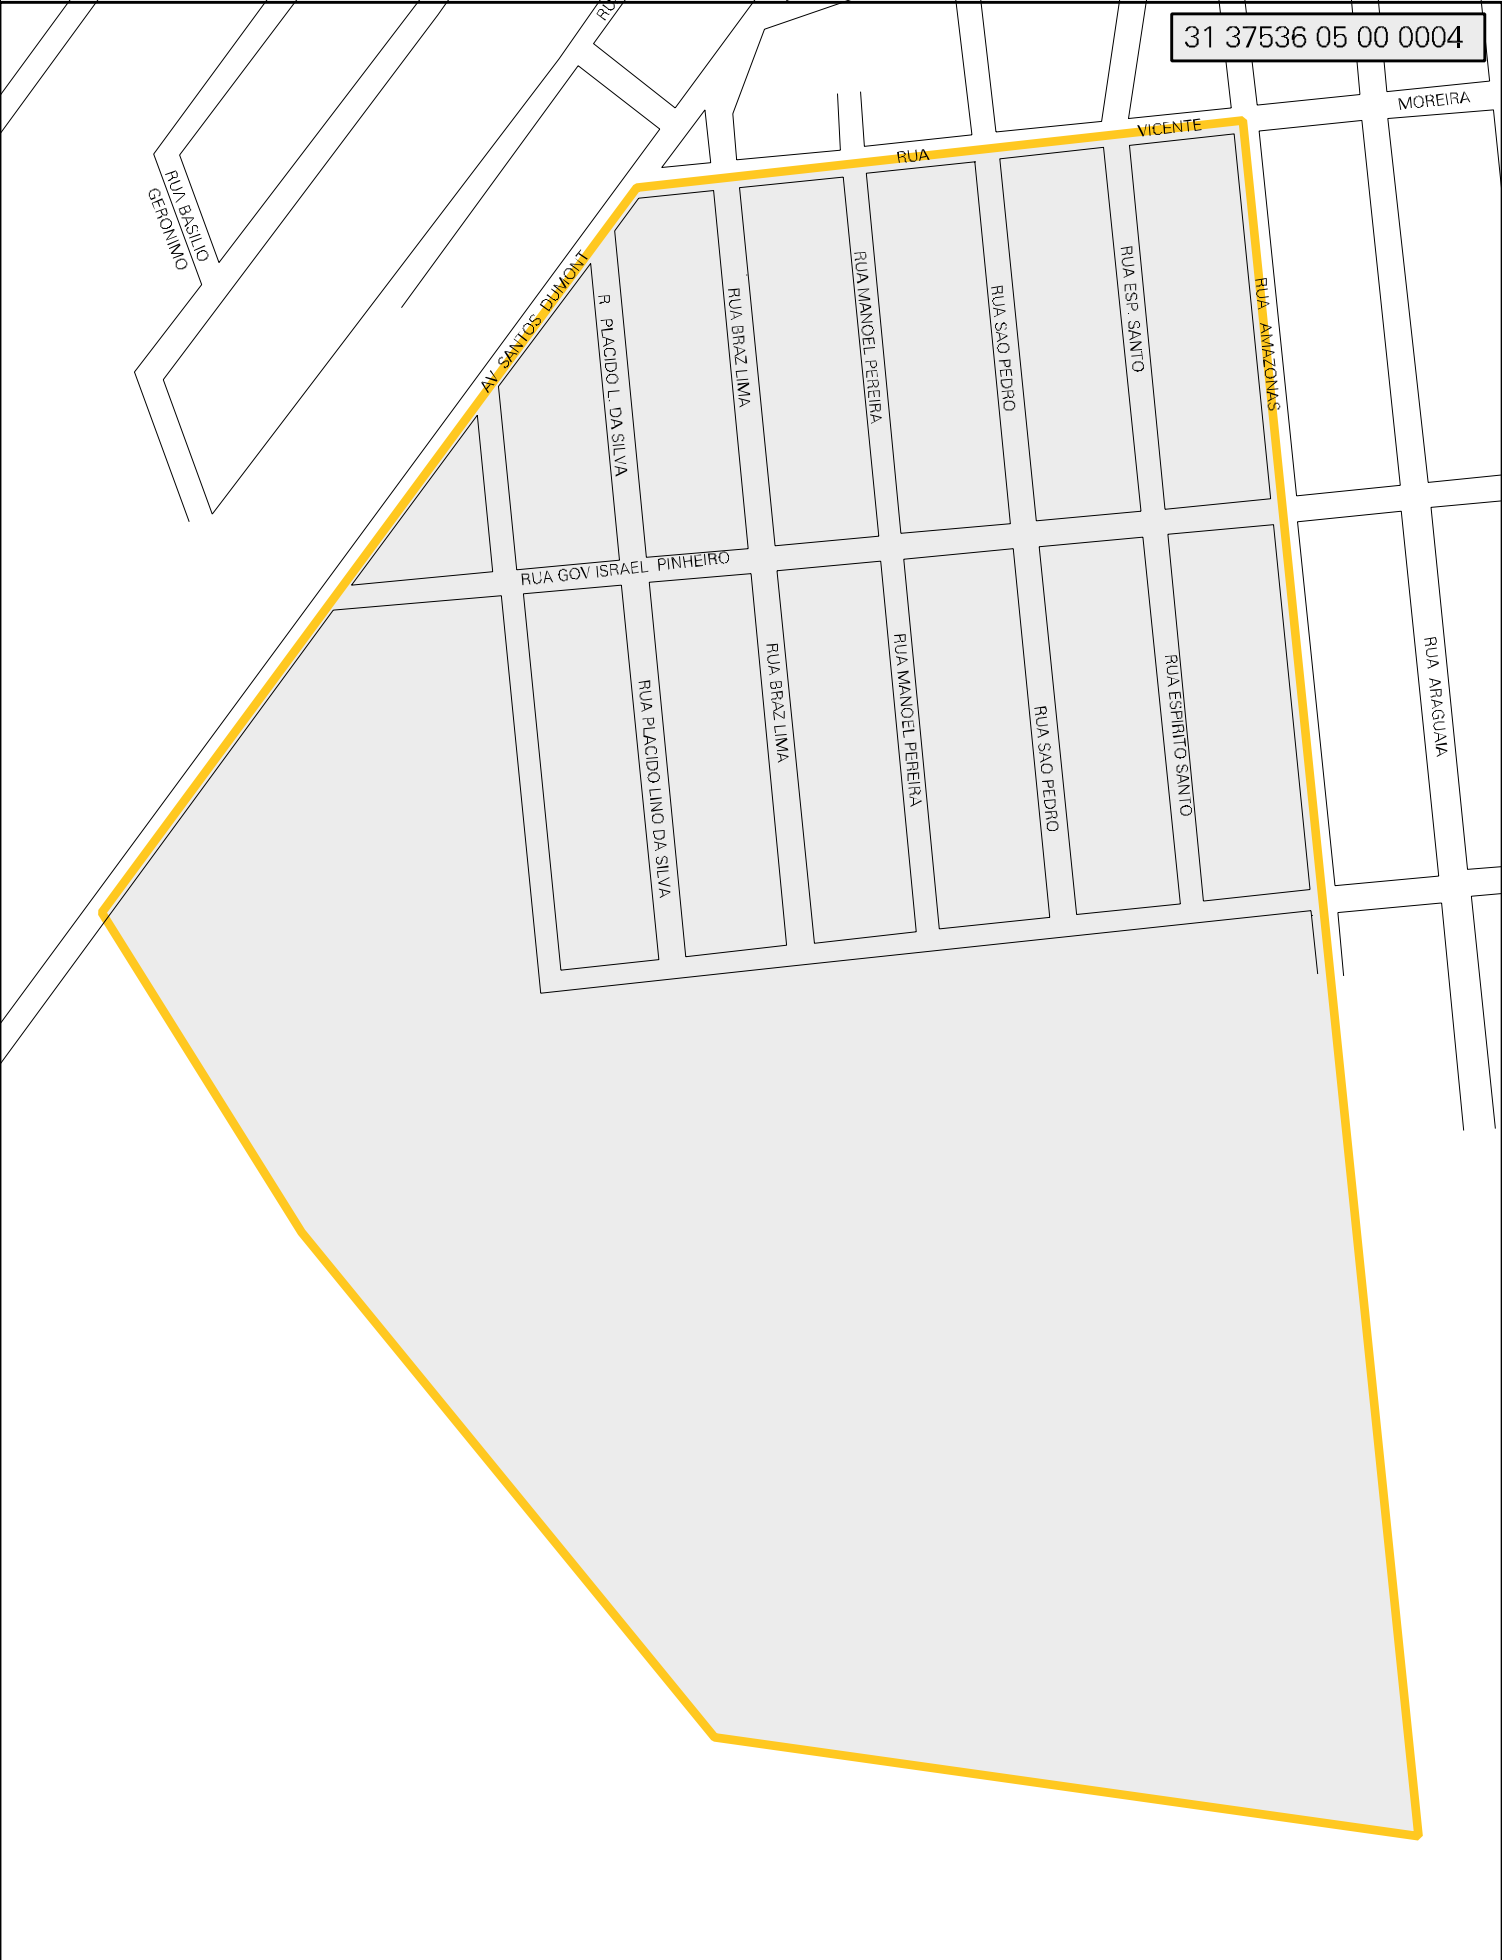 31 37536 05 00 0004
MOREIRA
VICENTE
RUA
RU
RUA BASILIO
GERONIMO
AV SANTOS DUMONT
R PLACIDO L. DA SILVA
RUA BRAZ LIMA
RUA MANOEL PEREIRA
RUA SAO PEDRO
RUA ESP. SANTO
RUA AMAZONAS
RUA GOV ISRAEL PINHEIRO
RUA PLACIDO LINO DA SILVA
RUA BRAZ LIMA
RUA MANOEL PEREIRA
RUA SAO PEDRO
RUA ESPIRITO SANTO
RUA ARAGUAIA